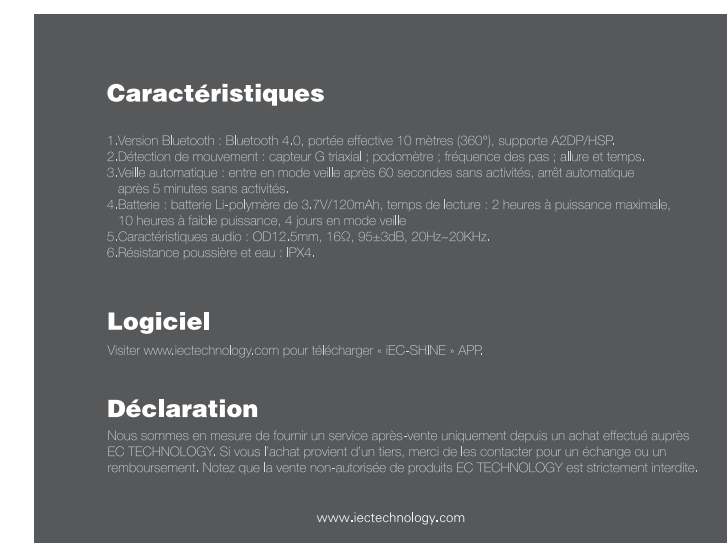 Caractéristiques
1.Version Bluetooth : Bluetooth 4.0, portée effective 10 mètres (360°), supporte A2DP/HSP.
2.Détection de mouvement : capteur G triaxial ; podomètre ; fréquence des pas ; allure et temps.
3.Veille automatique : entre en mode veille après 60 secondes sans activités, arrêt automatique
après 5 minutes sans activités.
4.Batterie : batterie Li-polymère de 3.7V/120mAh, temps de lecture : 2 heures à puissance maximale,
10 heures à faible puissance, 4 jours en mode veille
5.Caractéristiques audio : OD12.5mm, 16Ω, 95±3dB, 20Hz~20KHz.
6.Résistance poussière et eau : IPX4.
Logiciel
Visiter www.iectechnology.com pour télécharger « iEC-SHINE » APP.
Déclaration
Nous sommes en mesure de fournir un service après-vente uniquement depuis un achat effectué auprès
EC TECHNOLOGY. Si vous l'achat provient d'un tiers, merci de les contacter pour un échange ou un
remboursement. Notez que la vente non-autorisée de produits EC TECHNOLOGY est strictement interdite.
www.iectechnology.com